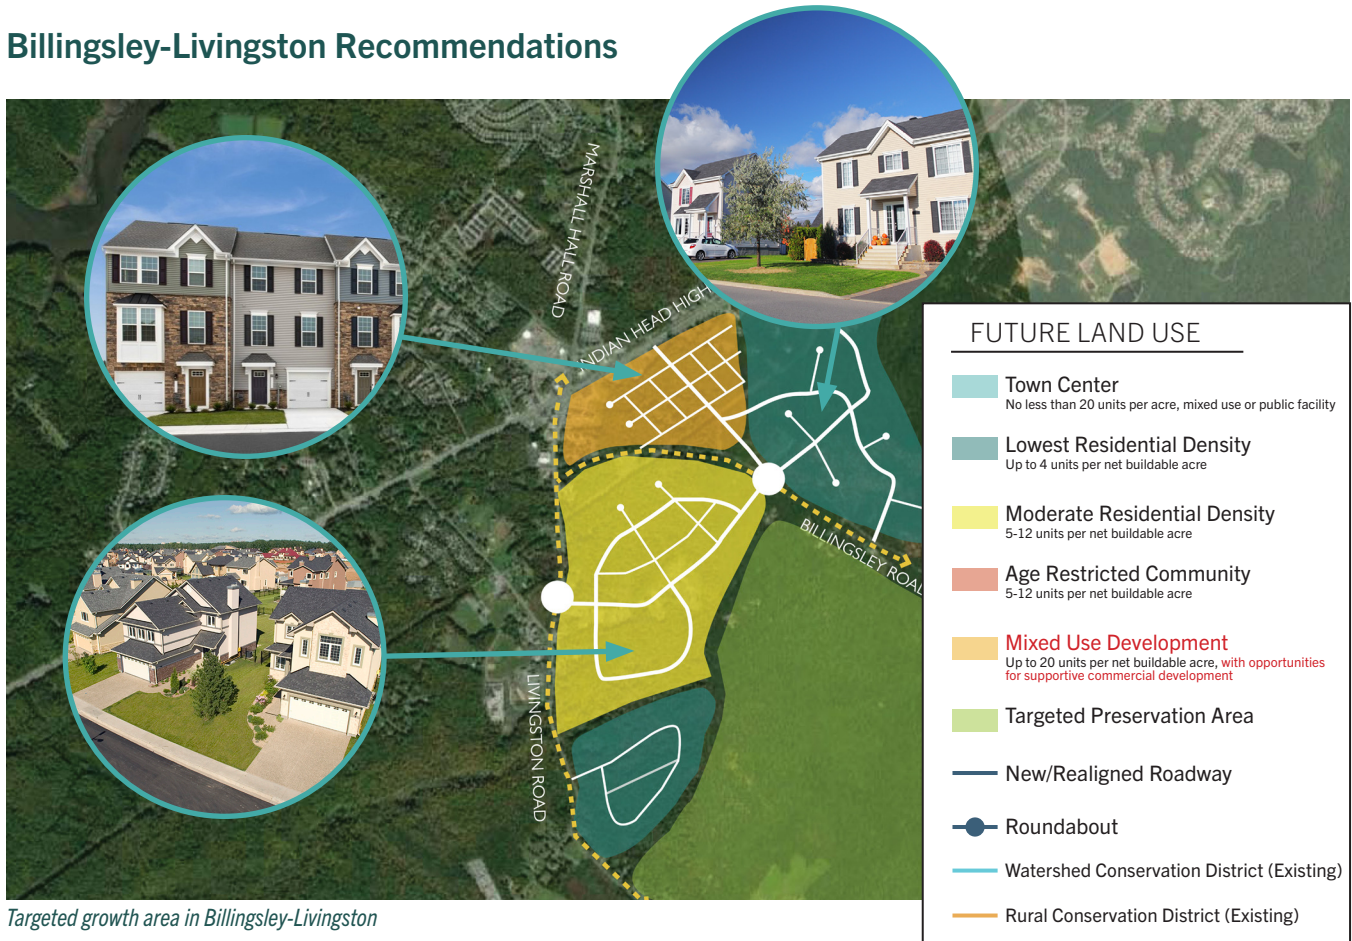 Billingsley-Livingston Recommendations
MARSHALL HALL ROAD
INDIAN HEAD HIGH
BILLINGSLEY ROAD
LIVINGSTON ROAD
FUTURE LAND USE
Town Center
No less than 20 units per acre, mixed use or public facility
Lowest Residential Density
Up to 4 units per net buildable acre
Moderate Residential Density
5-12 units per net buildable acre
Age Restricted Community
5-12 units per net buildable acre
Mixed Use Development
Up to 20 units per net buildable acre, with opportunities
for supportive commercial development
Targeted Preservation Area
New/Realigned Roadway
Roundabout
Watershed Conservation District (Existing)
Rural Conservation District (Existing)
Targeted growth area in Billingsley-Livingston